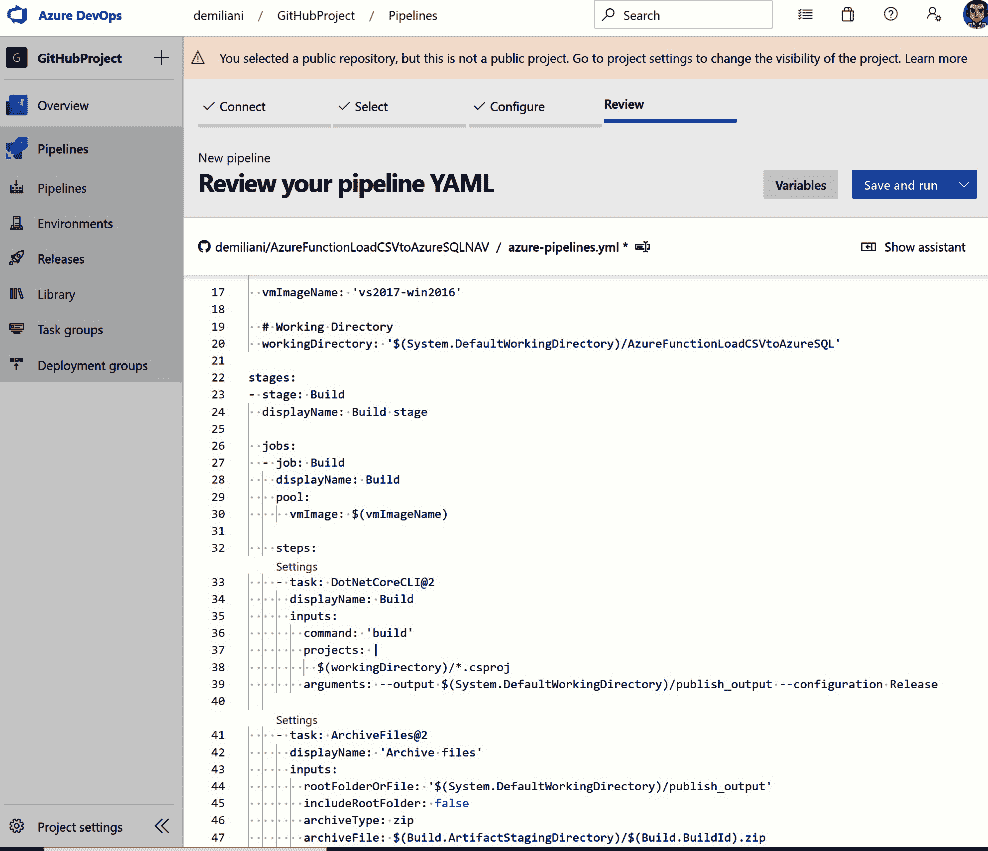 Azure DevOps
demiliani / GitHubProject / Pipelines
Search
G GitHubProject
You selected a public repository, but this is not a public project. Go to project settings to change the visibility of the project. Learn more
Overview
Pipelines
Pipelines
Environments
Releases
Library
Task groups
Deployment groups
Project settings
Connect
Select
Configure
Review
New pipeline
Review your pipeline YAML
Variables
Save and run
demiliani/AzureFunctionLoadCSVtoAzureSQLNAV / azure-pipelines.yml *
Show assistant
17 vmImageName: 'vs2017-win2016'
18
19 # Working Directory
20 workingDirectory: '$(System.DefaultWorkingDirectory)/AzureFunctionLoadCSVtoAzureSQL'
21
22 stages:
23 - stage: Build
24 displayName: Build stage
25
26 jobs:
27 - job: Build
28 displayName: Build
29 pool:
30 vmImage: $(vmImageName)
31
32 steps:
Settings
33 - task: DotNetCoreCLI@2
34 displayName: Build
35 inputs:
36 command: 'build'
37 projects: |
38 $(workingDirectory)/*.csproj
39 arguments: --output $(System.DefaultWorkingDirectory)/publish_output --configuration Release
40
Settings
41 - task: ArchiveFiles@2
42 displayName: 'Archive files'
43 inputs:
44 rootFolderOrFile: '$(System.DefaultWorkingDirectory)/publish_output'
45 includeRootFolder: false
46 archiveType: zip
47 archiveFile: $(Build.ArtifactStagingDirectory)/$(Build.BuildId).zip